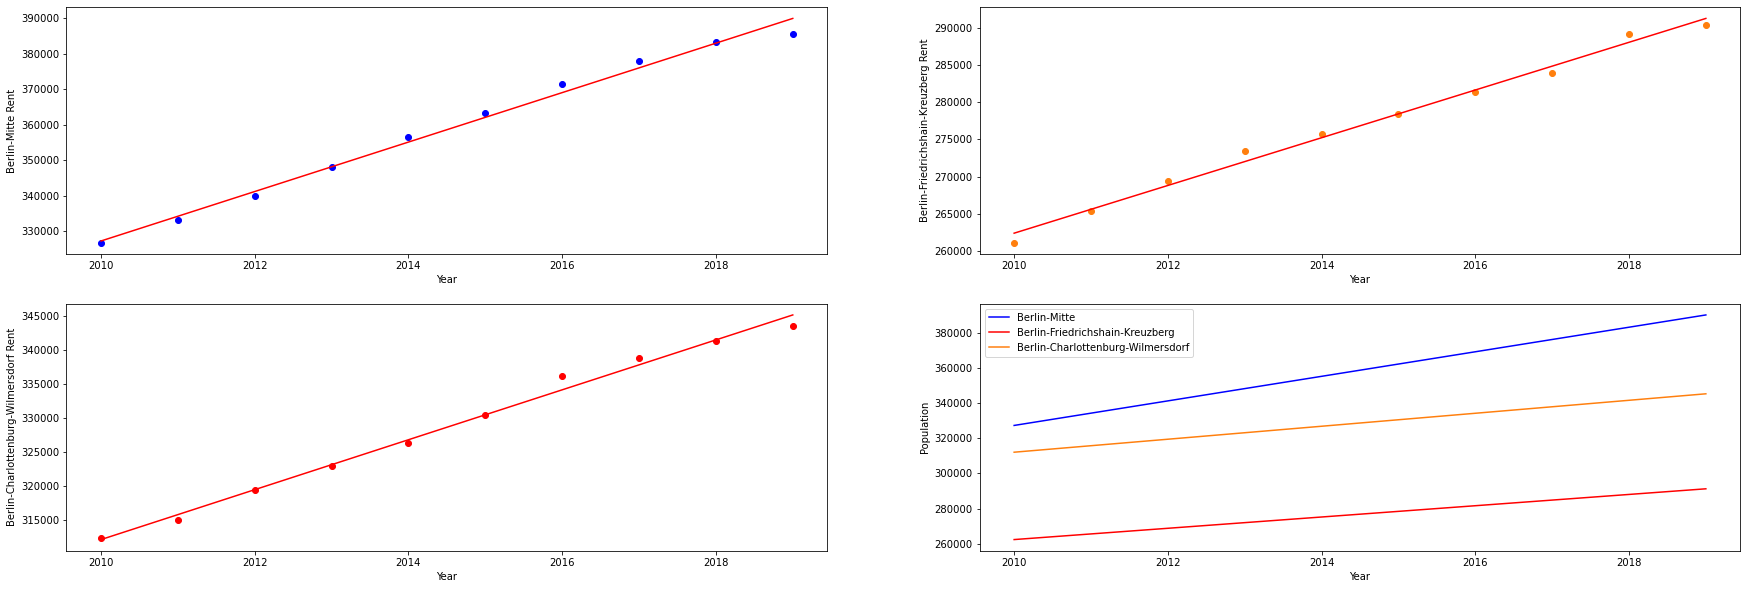 390000
380000
370000
360000
350000
340000
330000
Berlin-Mitte Rent
2010 2012 2014 2016 2018
Year
290000
285000
280000
275000
270000
265000
260000
Berlin-Friedrichshain-Kreuzberg Rent
2010 2012 2014 2016 2018
Year
345000
340000
335000
330000
325000
320000
315000
Berlin-Charlottenburg-Wilmersdorf Rent
2010 2012 2014 2016 2018
Year
Berlin-Mitte
Berlin-Friedrichshain-Kreuzberg
Berlin-Charlottenburg-Wilmersdorf
380000
360000
340000
320000
300000
280000
260000
Population
2010 2012 2014 2016 2018
Year